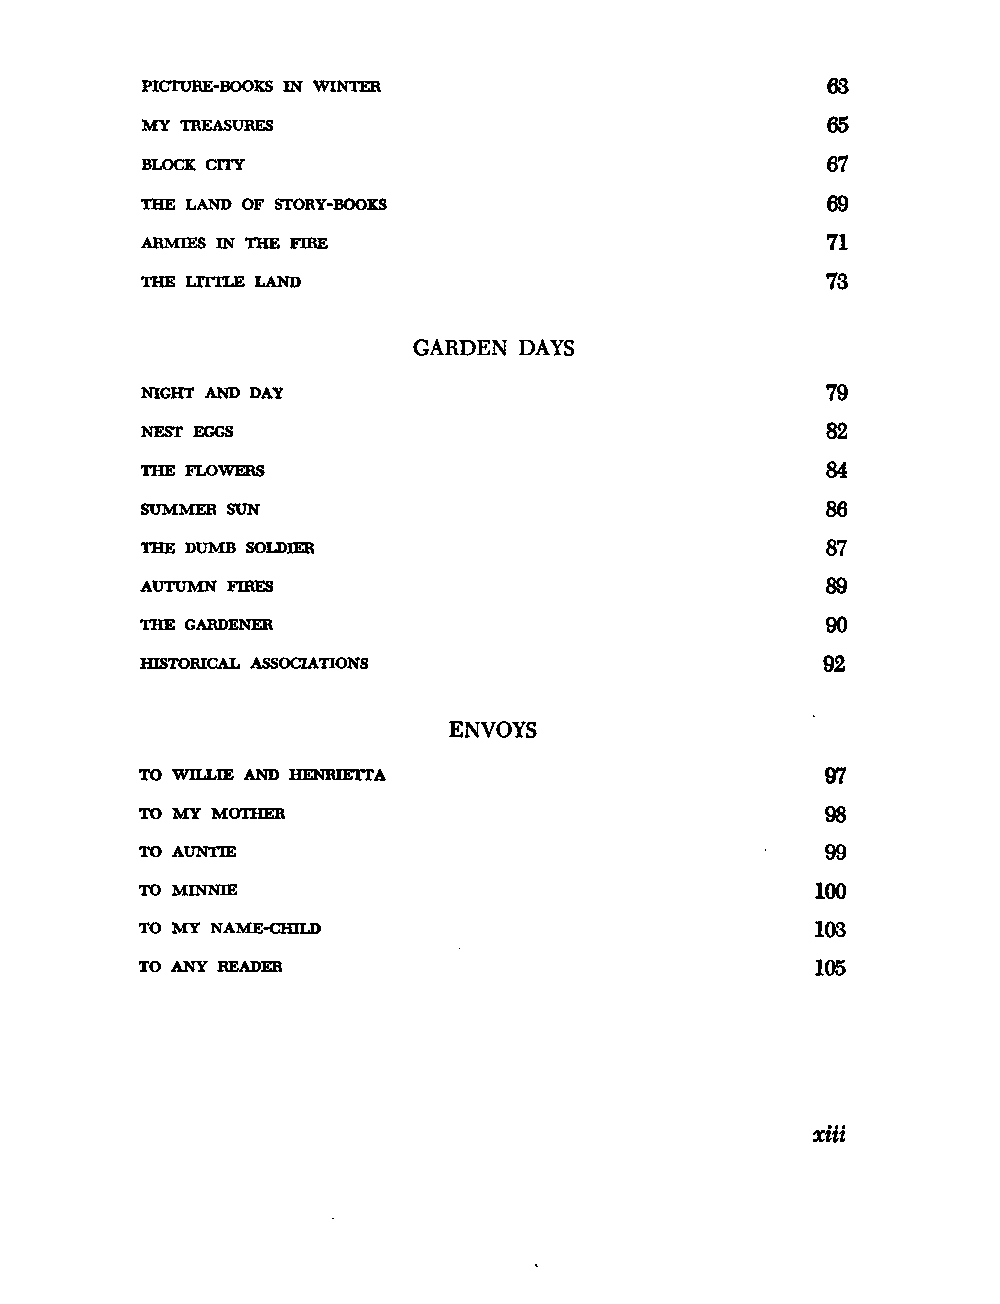 PICTURE-BOOKS IN WINTER 63
MY TREASURES 65
BLOCK CITY 67
THE LAND OF STORY-BOOKS 69
ARMIES IN THE FIRE 71
THE LITTLE LAND 73
GARDEN DAYS
NIGHT AND DAY 79
NEST EGGS 82
THE FLOWERS 84
SUMMER SUN 86
THE DUMB SOLDIER 87
AUTUMN FIRES 89
THE GARDENER 90
HISTORICAL ASSOCIATIONS 92
ENVOYS
TO WILLIE AND HENRIETTA 97
TO MY MOTHER 98
TO AUNTIE 99
TO MINNIE 100
TO MY NAME-CHILD 103
TO ANY READER 105
xiii